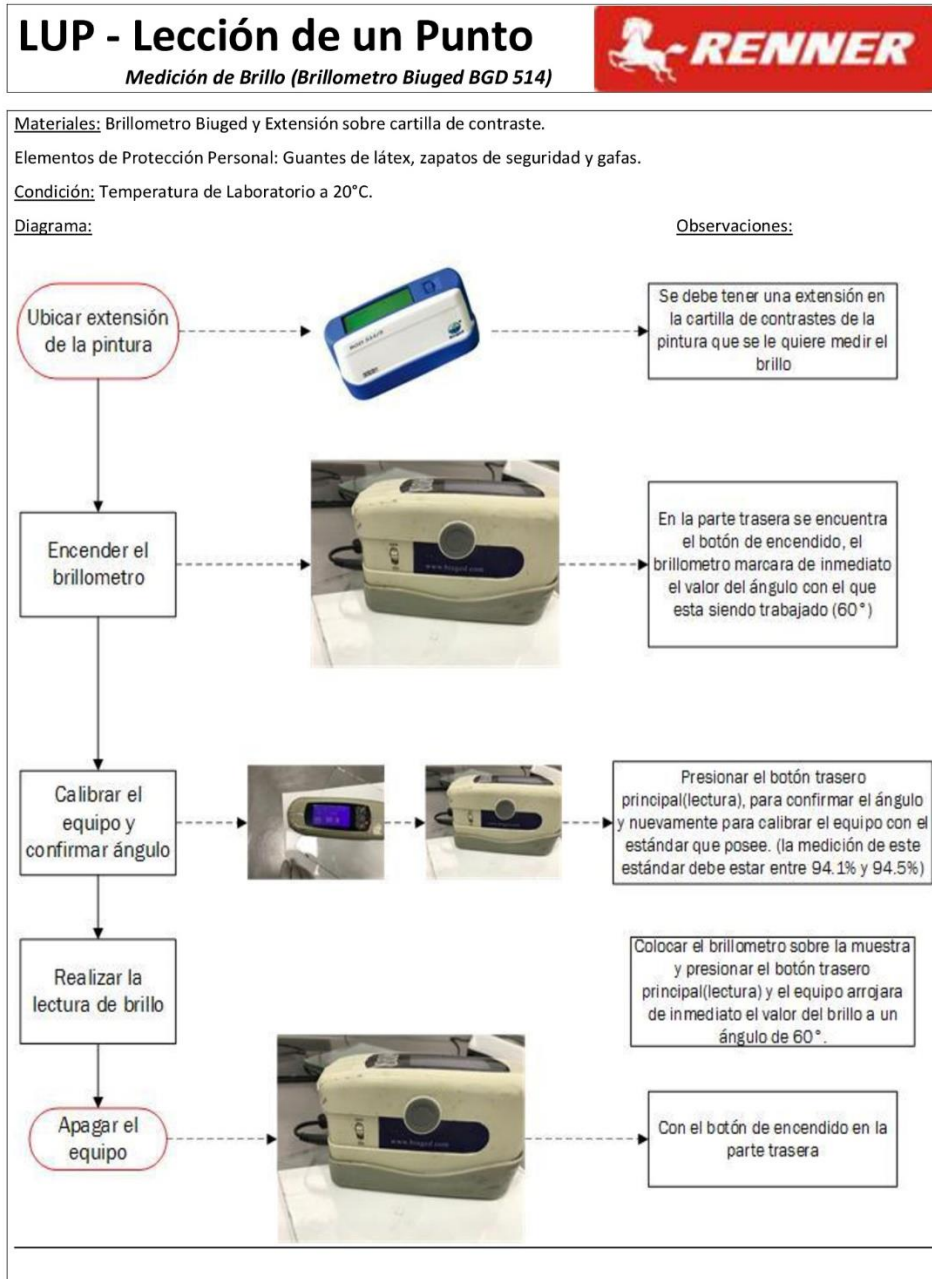 LUP - Lección de un Punto
Medición de Brillo (Brillometro Biuged BGD 514)
RENNER
Materiales: Brillometro Biuged y Extensión sobre cartilla de contraste.
Elementos de Protección Personal: Guantes de látex, zapatos de seguridad y gafas.
Condición: Temperatura de Laboratorio a 20°C.
Diagrama:
Observaciones:
Ubicar extensión
de la pintura
Se debe tener una extensión en
la cartilla de contrastes de la
pintura que se le quiere medir el
brillo
Encender el
brillometro
www.biuged.com
En la parte trasera se encuentra
el botón de encendido, el
brillometro marcara de inmediato
el valor del ángulo con el que
esta siendo trabajado (60°)
Calibrar el
equipo y
confirmar ángulo
Presionar el botón trasero
principal(lectura), para confirmar el ángulo
y nuevamente para calibrar el equipo con el
estándar que posee. (la medición de este
estándar debe estar entre 94.1% y 94.5%)
Realizar la
lectura de brillo
Colocar el brillometro sobre la muestra
y presionar el botón trasero
principal(lectura) y el equipo arrojara
de inmediato el valor del brillo a un
ángulo de 60°.
Apagar el
equipo
www.biuged.com
Con el botón de encendido en la
parte trasera